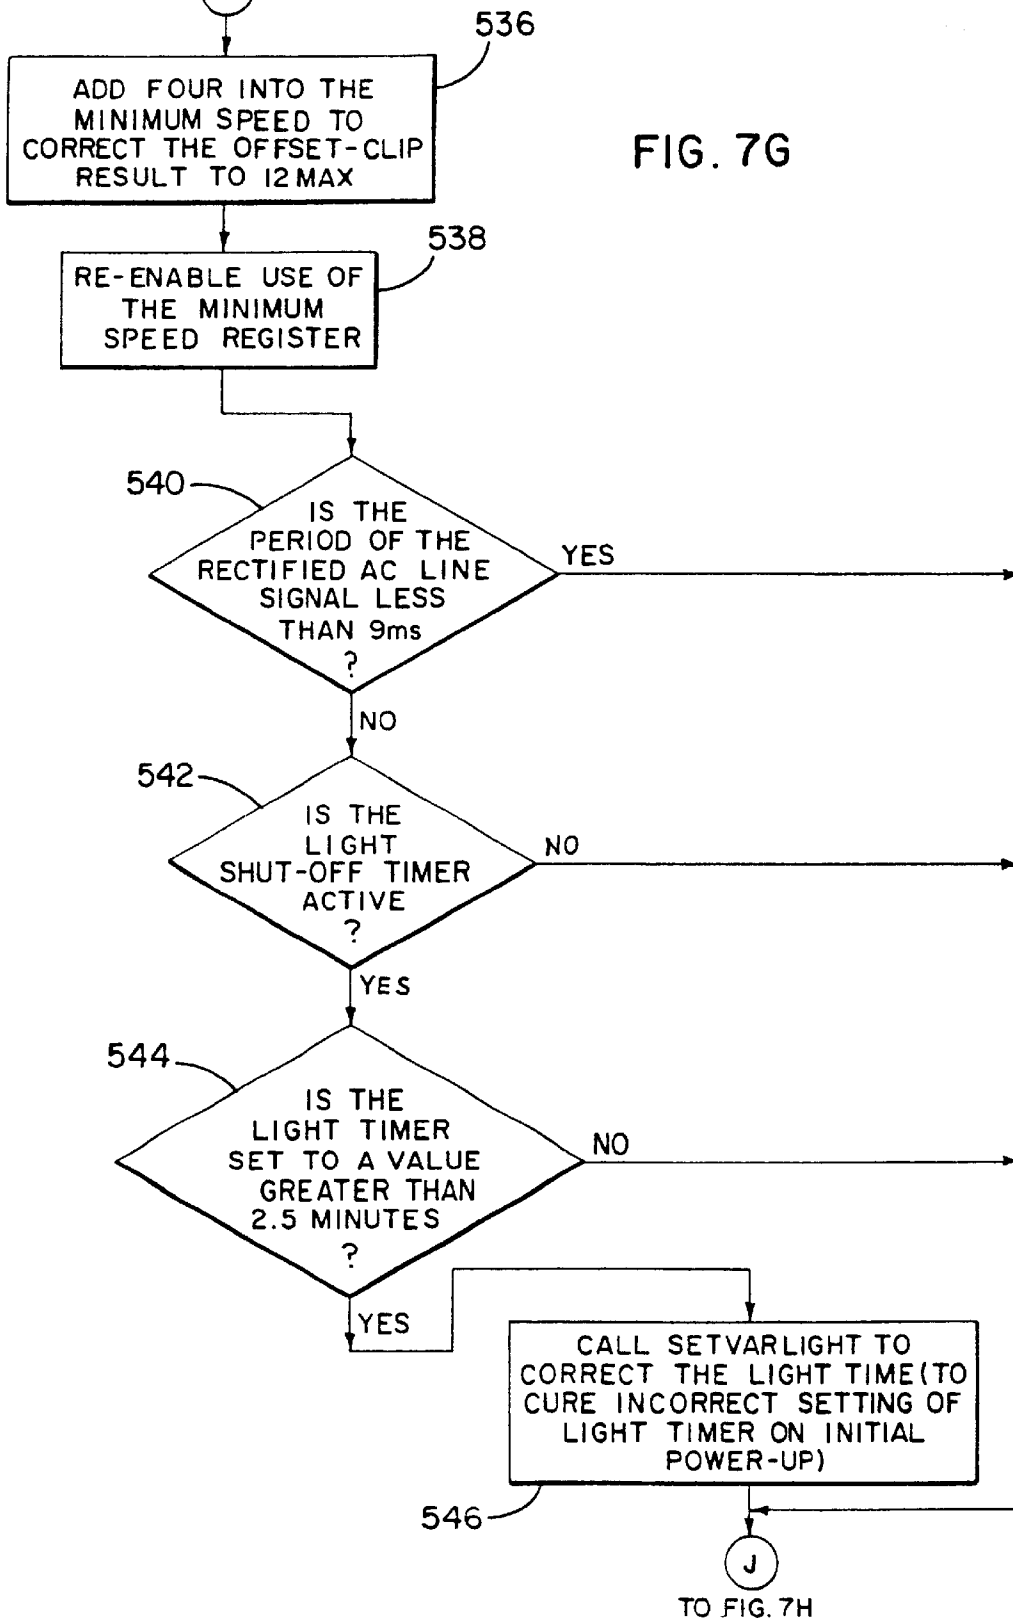 536
ADD FOUR INTO THE
MINIMUM SPEED TO
CORRECT THE OFFSET-CLIP
RESULT TO 12 MAX
FIG. 7G
538
RE-ENABLE USE OF
THE MINIMUM
SPEED REGISTER
540
IS THE
PERIOD OF THE
RECTIFIED AC LINE
SIGNAL LESS
THAN 9ms
?
YES
NO
542
IS THE
LIGHT
SHUT-OFF TIMER
ACTIVE
?
NO
YES
544
IS THE
LIGHT TIMER
SET TO A VALUE
GREATER THAN
2.5 MINUTES
?
NO
YES
CALL SETVARLIGHT TO
CORRECT THE LIGHT TIME (TO
CURE INCORRECT SETTING OF
LIGHT TIMER ON INITIAL
POWER-UP)
546
J
TO FIG. 7H